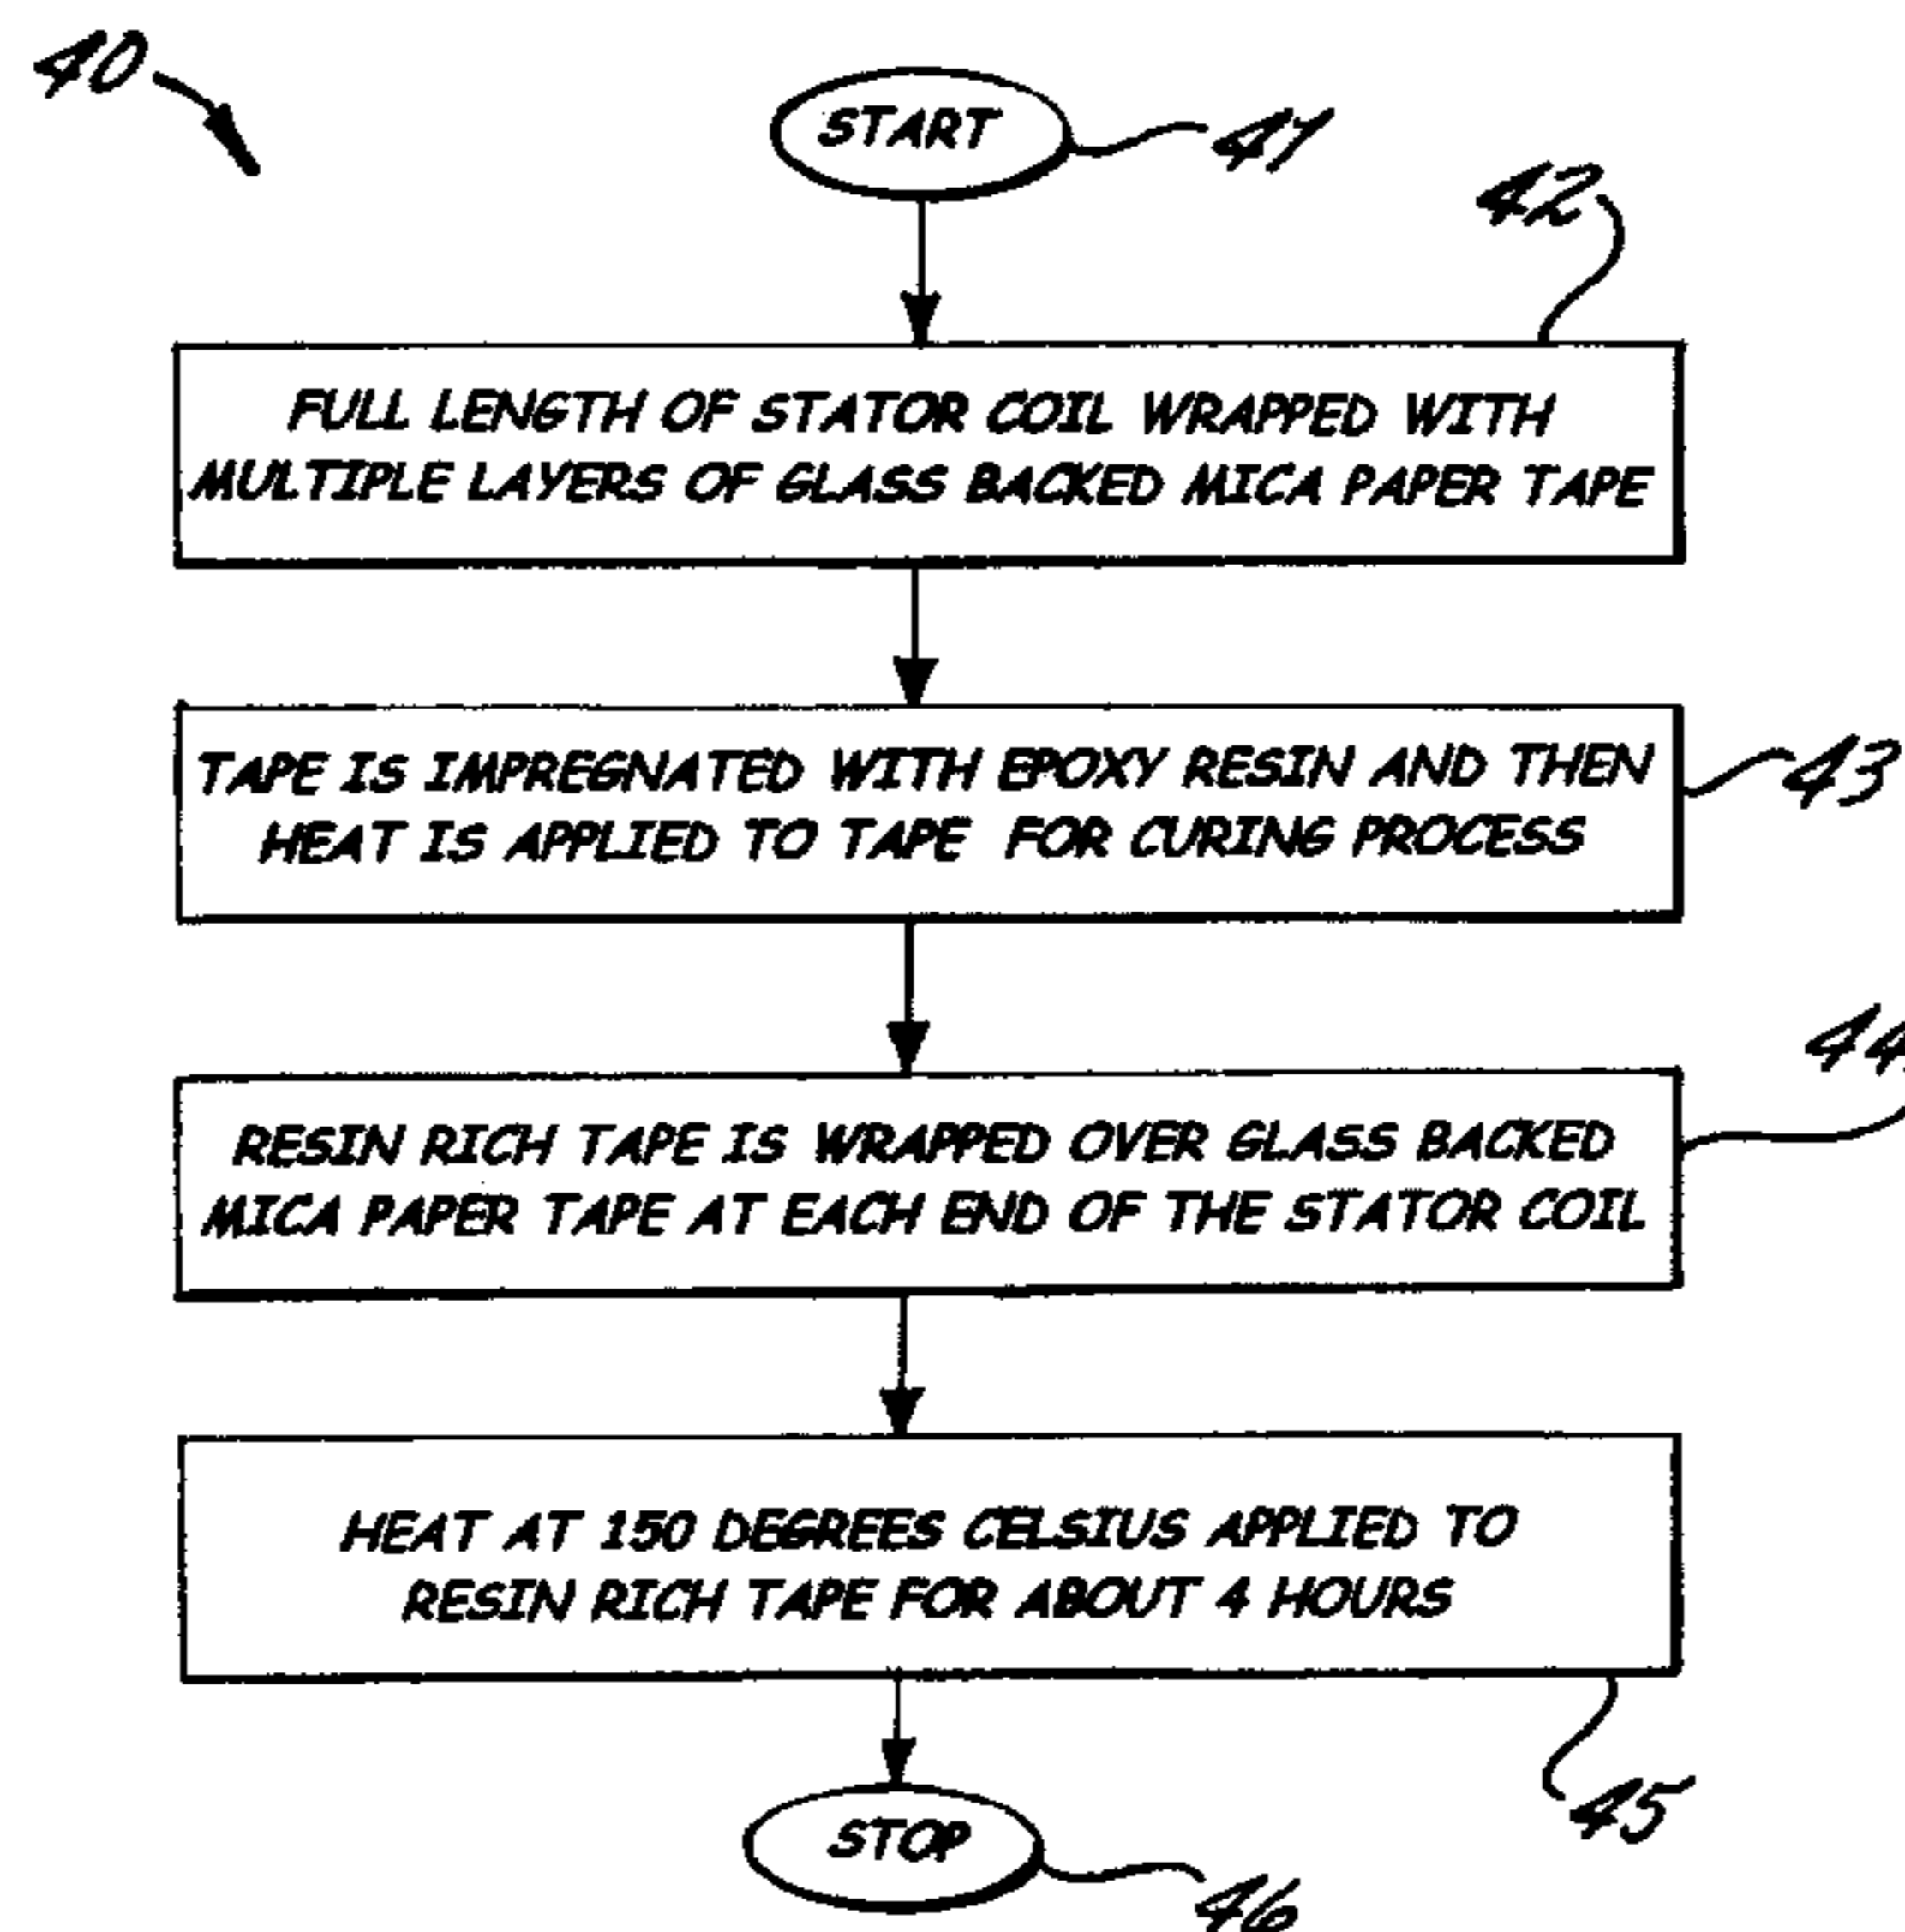 40
START
41
42
FULL LENGTH OF STATOR COIL WRAPPED WITH
MULTIPLE LAYERS OF GLASS BACKED MICA PAPER TAPE
TAPE IS IMPREGNATED WITH EPOXY RESIN AND THEN
HEAT IS APPLIED TO TAPE FOR CURING PROCESS
43
44
RESIN RICH TAPE IS WRAPPED OVER GLASS BACKED
MICA PAPER TAPE AT EACH END OF THE STATOR COIL
HEAT AT 150 DEGREES CELSIUS APPLIED TO
RESIN RICH TAPE FOR ABOUT 4 HOURS
45
STOP
46